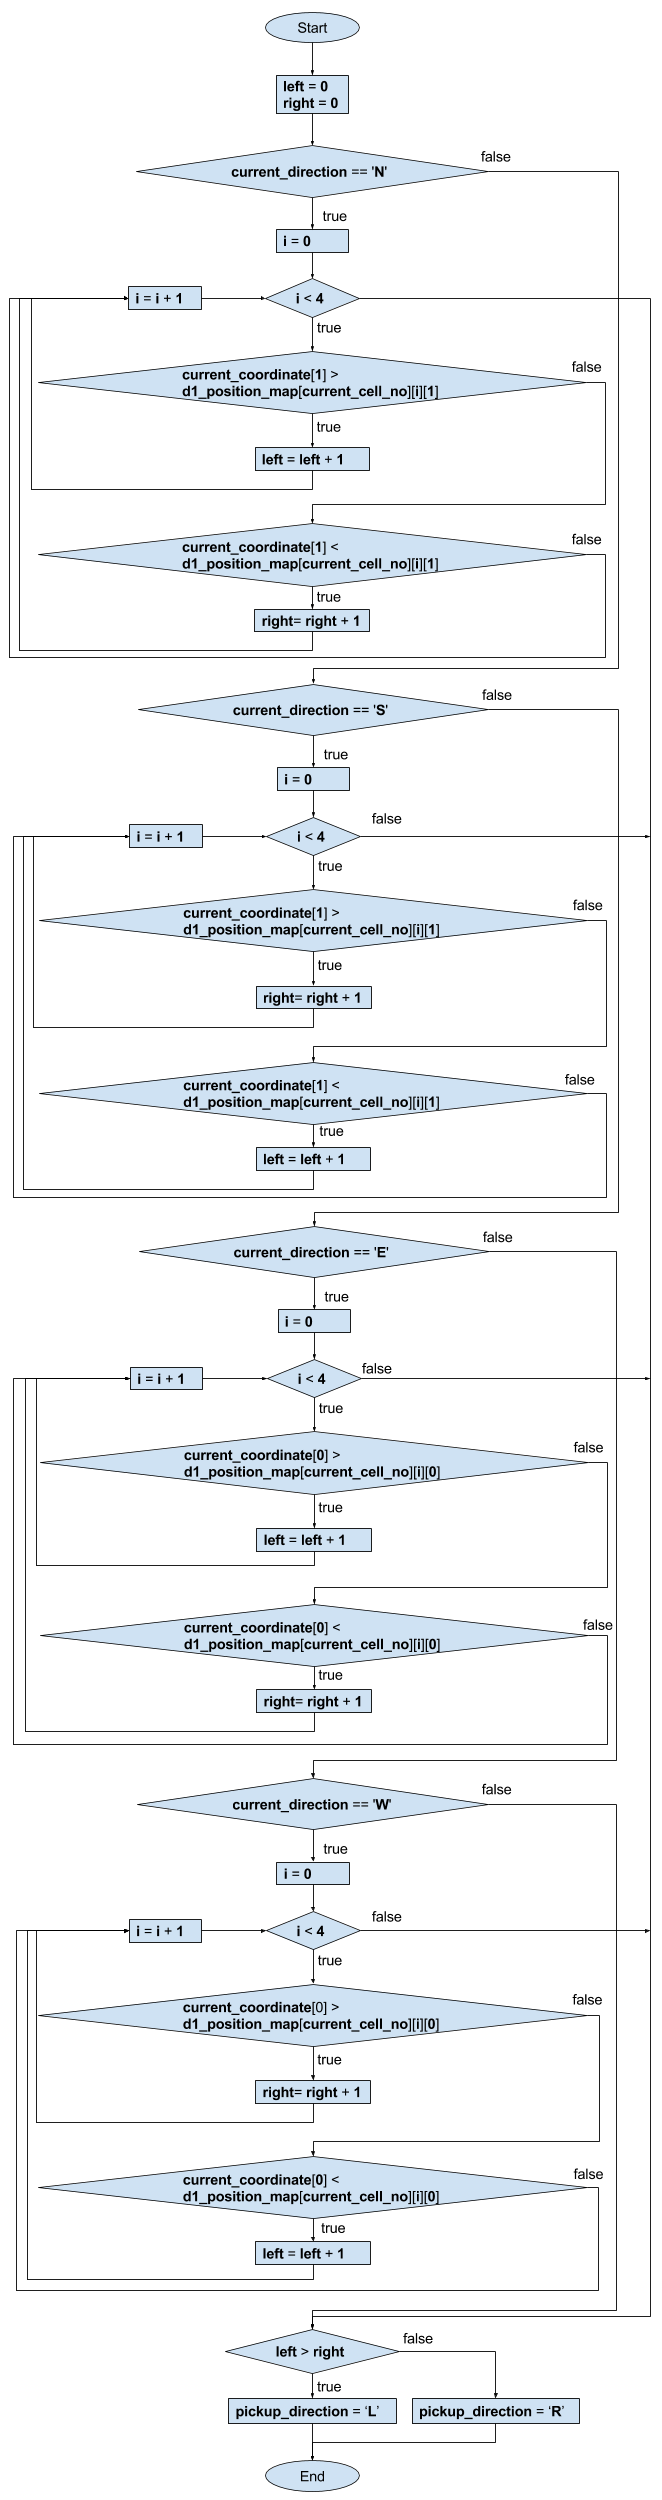 Start
left = 0
right = 0
false
current_direction == 'N'
true
i = 0
i = i + 1
i < 4
true
false
current_coordinate[1] >
d1_position_map[current_cell_no][i][1]
true
left = left + 1
false
current_coordinate[1] <
d1_position_map[current_cell_no][i][1]
true
right= right + 1
false
current_direction == 'S'
true
i = 0
false
i = i + 1
i < 4
true
false
current_coordinate[1] >
d1_position_map[current_cell_no][i][1]
true
right= right + 1
false
current_coordinate[1] <
d1_position_map[current_cell_no][i][1]
true
left = left + 1
false
current_direction == 'E'
true
i = 0
false
i = i + 1
i < 4
true
false
current_coordinate[0] >
d1_position_map[current_cell_no][i][0]
true
left = left + 1
false
current_coordinate[0] <
d1_position_map[current_cell_no][i][0]
true
right= right + 1
false
current_direction == 'W'
true
i = 0
false
i = i + 1
i < 4
true
false
current_coordinate[0] >
d1_position_map[current_cell_no][i][0]
true
right= right + 1
false
current_coordinate[0] <
d1_position_map[current_cell_no][i][0]
true
left = left + 1
false
left > right
true
pickup_direction = ‘L’
pickup_direction = ‘R’
End